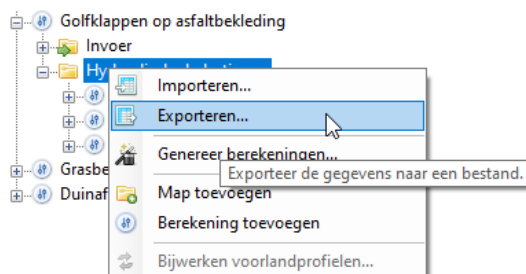 Golfklappen op asfaltbekleding
Invoer
Importeren...
Exporteren...
Genereer berekeningen...
Exporteer de gegevens naar een bestand.
Map toevoegen
Berekening toevoegen
Bijwerken voorlandprofielen...
Grasbe
Duinaf